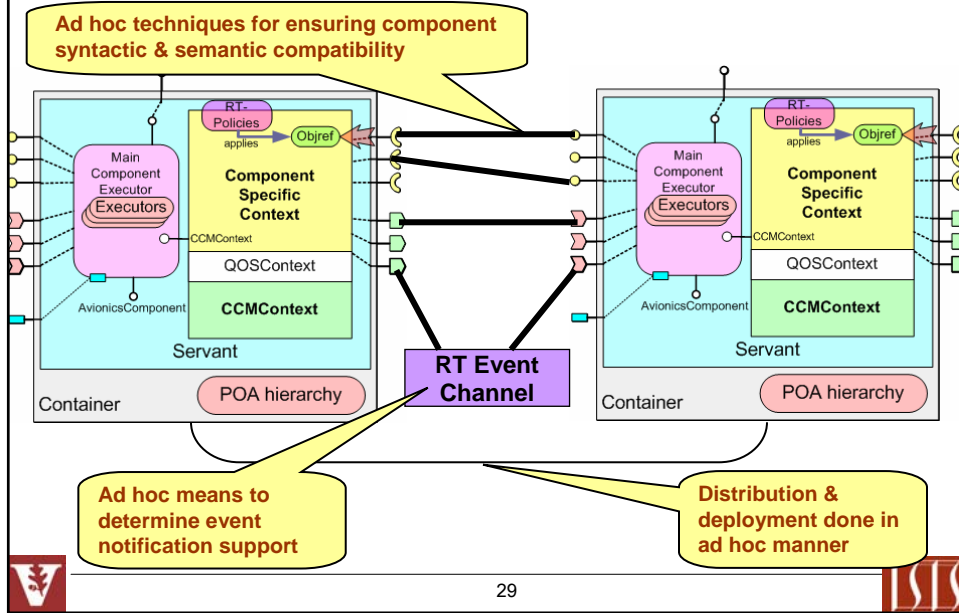 Ad hoc techniques for ensuring component
syntactic & semantic compatibility
RT-
Policies
applies
Objref
Main
Component
Executor
Executors
Component
Specific
Context
CCMContext
QOSContext
AvionicsComponent
CCMContext
Servant
Container
POA hierarchy
RT Event
Channel
RT-
Policies
applies
Objref
Main
Component
Executor
Executors
Component
Specific
Context
CCMContext
QOSContext
AvionicsComponent
CCMContext
Servant
Container
POA hierarchy
Ad hoc means to
determine event
notification support
Distribution &
deployment done in
ad hoc manner
29
V